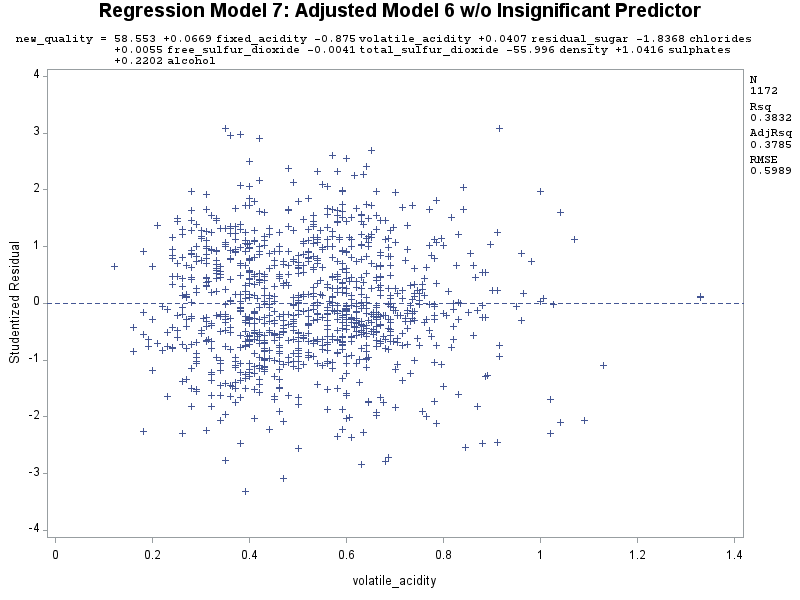 Regression Model 7: Adjusted Model 6 w/o Insignificant Predictor
new_quality = 58.553 +0.0669 fixed_acidity -0.875 volatile_acidity +0.0407 residual_sugar -1.8368 chlorides
+0.0055 free_sulfur_dioxide -0.0041 total_sulfur_dioxide -55.996 density +1.0416 sulphates
+0.2202 alcohol
N
1172
Rsq
0.3832
AdjRsq
0.3785
RMSE
0.5989
Studentized Residual
4
3
2
1
0
-1
-2
-3
-4
0 0.2 0.4 0.6 0.8 1 1.2 1.4
volatile_acidity